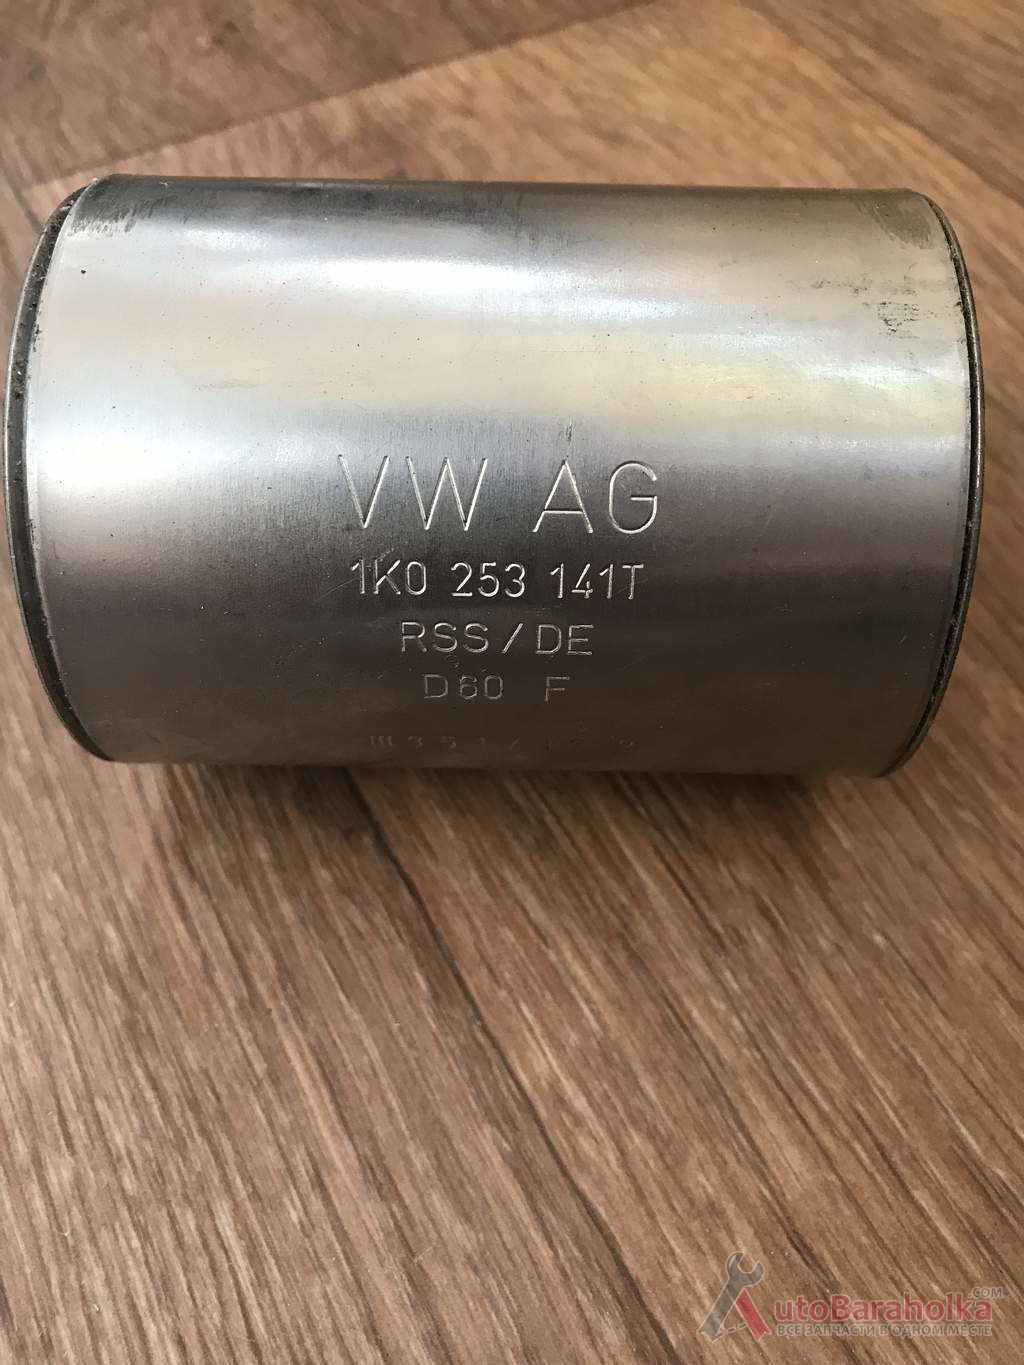 VW AG
1K0 253 141T
RSS/DE
D60 F
AutoBaraholka.COM
ВСЕ ЗАПЧАСТИ В ОДНОМ МЕСТЕ